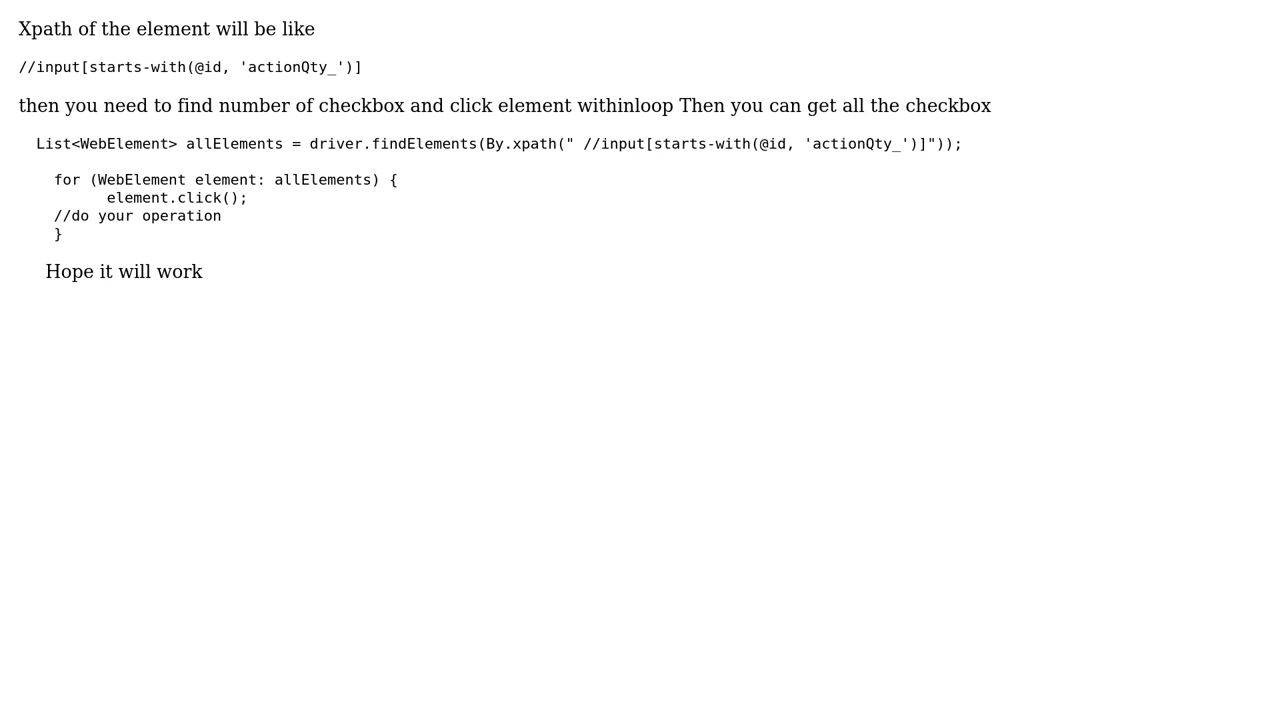 Xpath of the element will be like
//input[starts-with(@id, 'actionQty_')]
then you need to find number of checkbox and click element withinloop Then you can get all the checkbox
  List<WebElement> allElements = driver.findElements(By.xpath(" //input[starts-with(@id, 'actionQty_')]"));
    for (WebElement element: allElements) {
          element.click();
    //do your operation
    }
Hope it will work